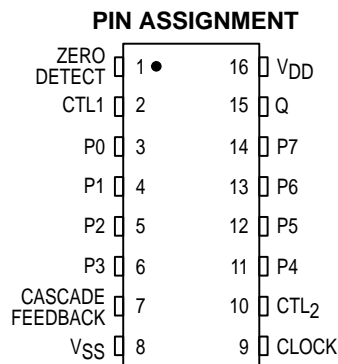 PIN ASSIGNMENT
ZERO
DETECT 1 16 VDD
CTL1 2 15 Q
P0 3 14 P7
P1 4 13 P6
P2 5 12 P5
P3 6 11 P4
CASCADE
FEEDBACK 7 10 CTL2
VSS 8 9 CLOCK